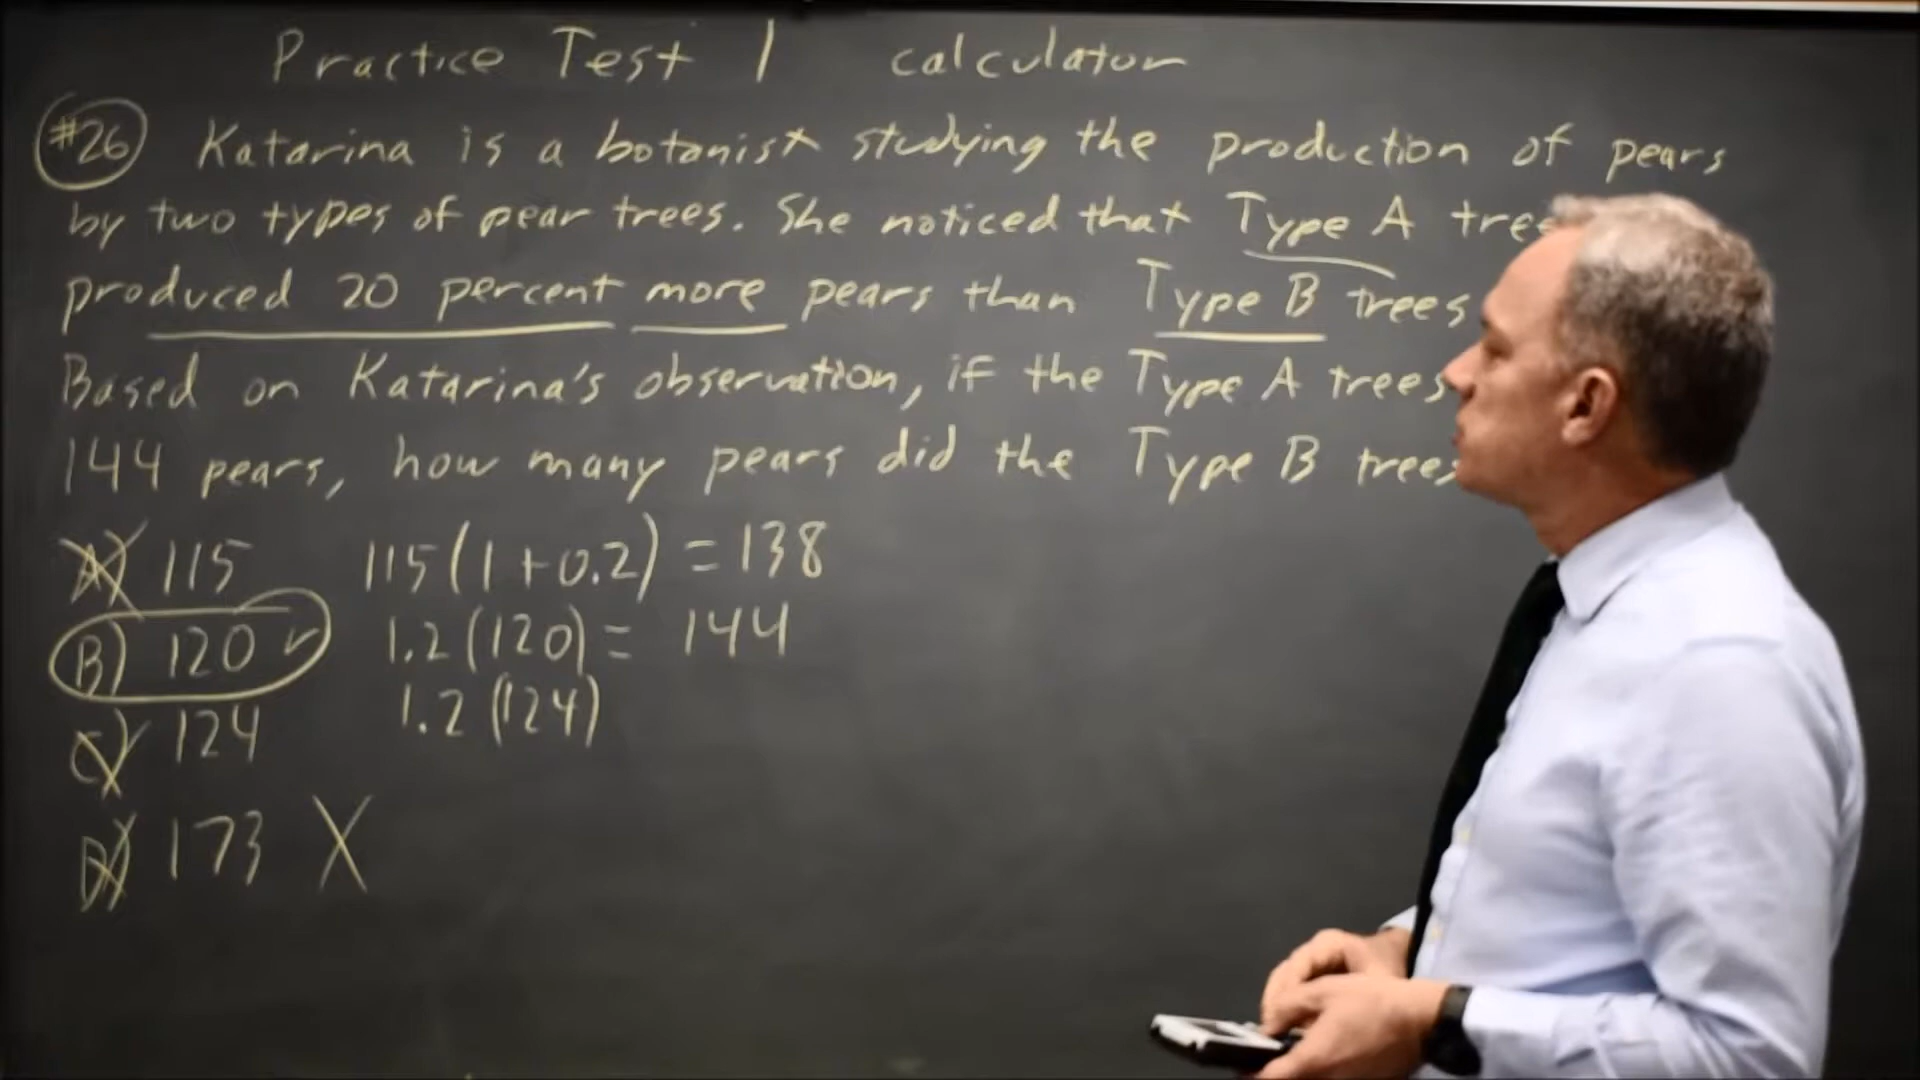 Practice Test 1 calculator
#26 Katarina is a botanist studying the production of pears
by two types of pear trees. She noticed that Type A
produced 20 percent more pears than Type B trees
Based on Katarina's observation, if the Type A trees
144 pears, how many pears did the Type B trees
A) 115 115(1+0.2) = 138
B) 120 ✓ 1.2(120) = 144
C) 124 1.2(124)
D) 173 X